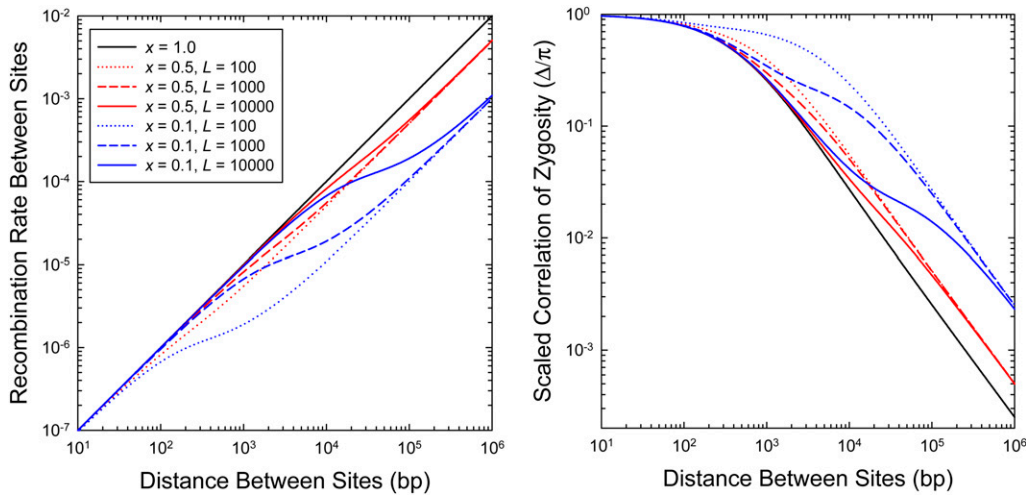 Recombination Rate Between Sites
10-2
10-3
10-4
10-5
10-6
10-7
x = 1.0
x = 0.5, L = 100
x = 0.5, L = 1000
x = 0.5, L = 10000
x = 0.1, L = 100
x = 0.1, L = 1000
x = 0.1, L = 10000
101 102 103 104 105 106
Distance Between Sites (bp)
Scaled Correlation of Zygosity (Δ/π)
100
10-1
10-2
10-3
101 102 103 104 105 106
Distance Between Sites (bp)